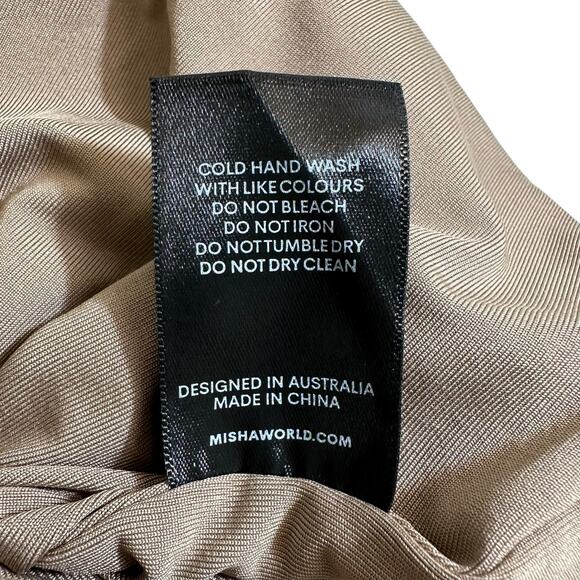 COLD HAND WASH
WITH LIKE COLOURS
DO NOT BLEACH
DO NOT IRON
DO NOT TUMBLE DRY
DO NOT DRY CLEAN
DESIGNED IN AUSTRALIA
MADE IN CHINA
MISHAWORLD.COM